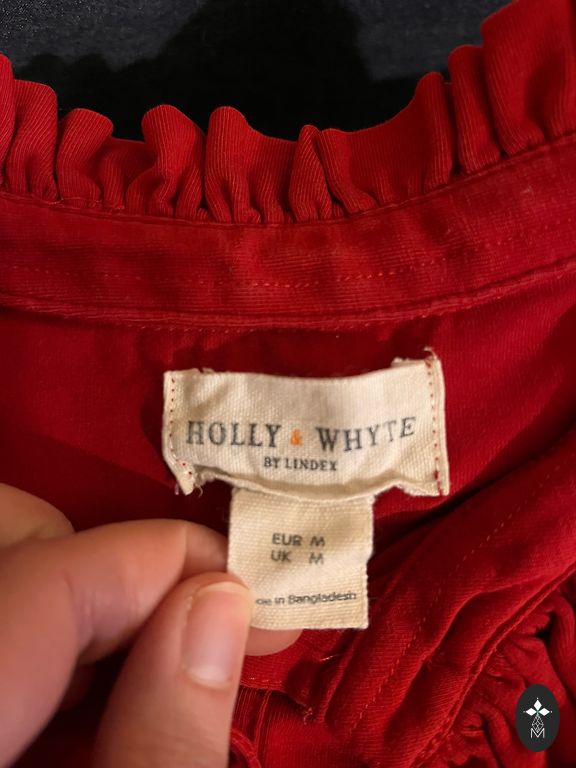 HOLLY & WHYTE
BY LINDEX
EUR M
UK M
in Bangladesh